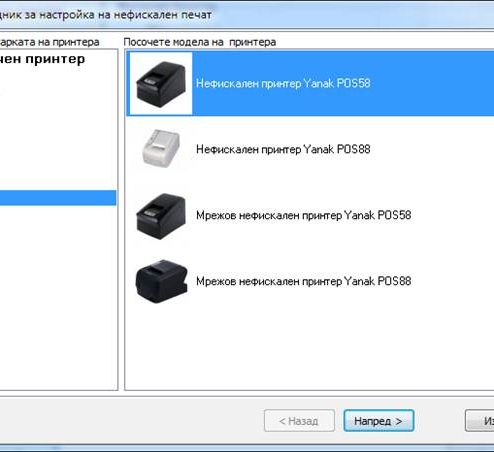 дник за настройка на нефискален печат
арката на принтера
Посочете модела на принтера
чен принтер
Нефискален принтер Yanak POS58
Нефискален принтер Yanak POS88
Мрежов нефискален принтер Yanak POS58
Мрежов нефискален принтер Yanak POS88
< Назад
Напред >
Из